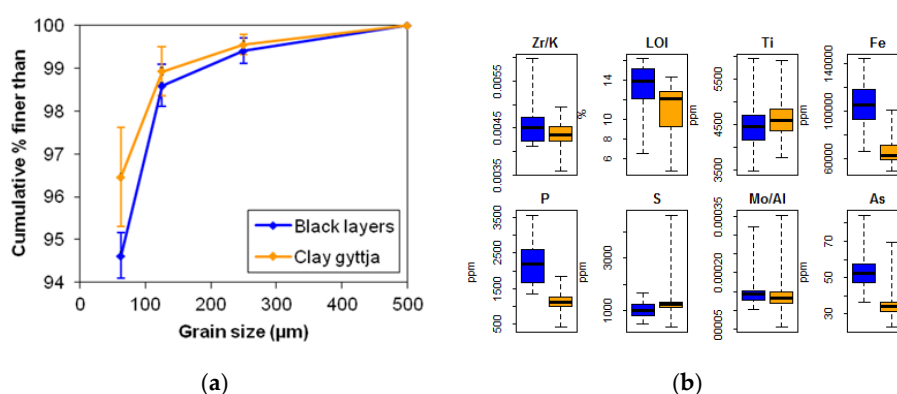 100
99
98
97
96
95
94
Cumulative % finer than
0
100
200
300
400
500
Grain size (µm)
Black layers
Clay gyttja
(a)
Zr/K
0.0035
0.0045
0.0055
LOI
%
6
8
10
12
14
Ti
ppm
3500
4500
5500
Fe
ppm
60000
100000
140000
P
ppm
500
1500
2500
3500
S
ppm
1000
3000
Mo/Al
0.00005
0.00020
0.00035
As
ppm
30
50
70
(b)